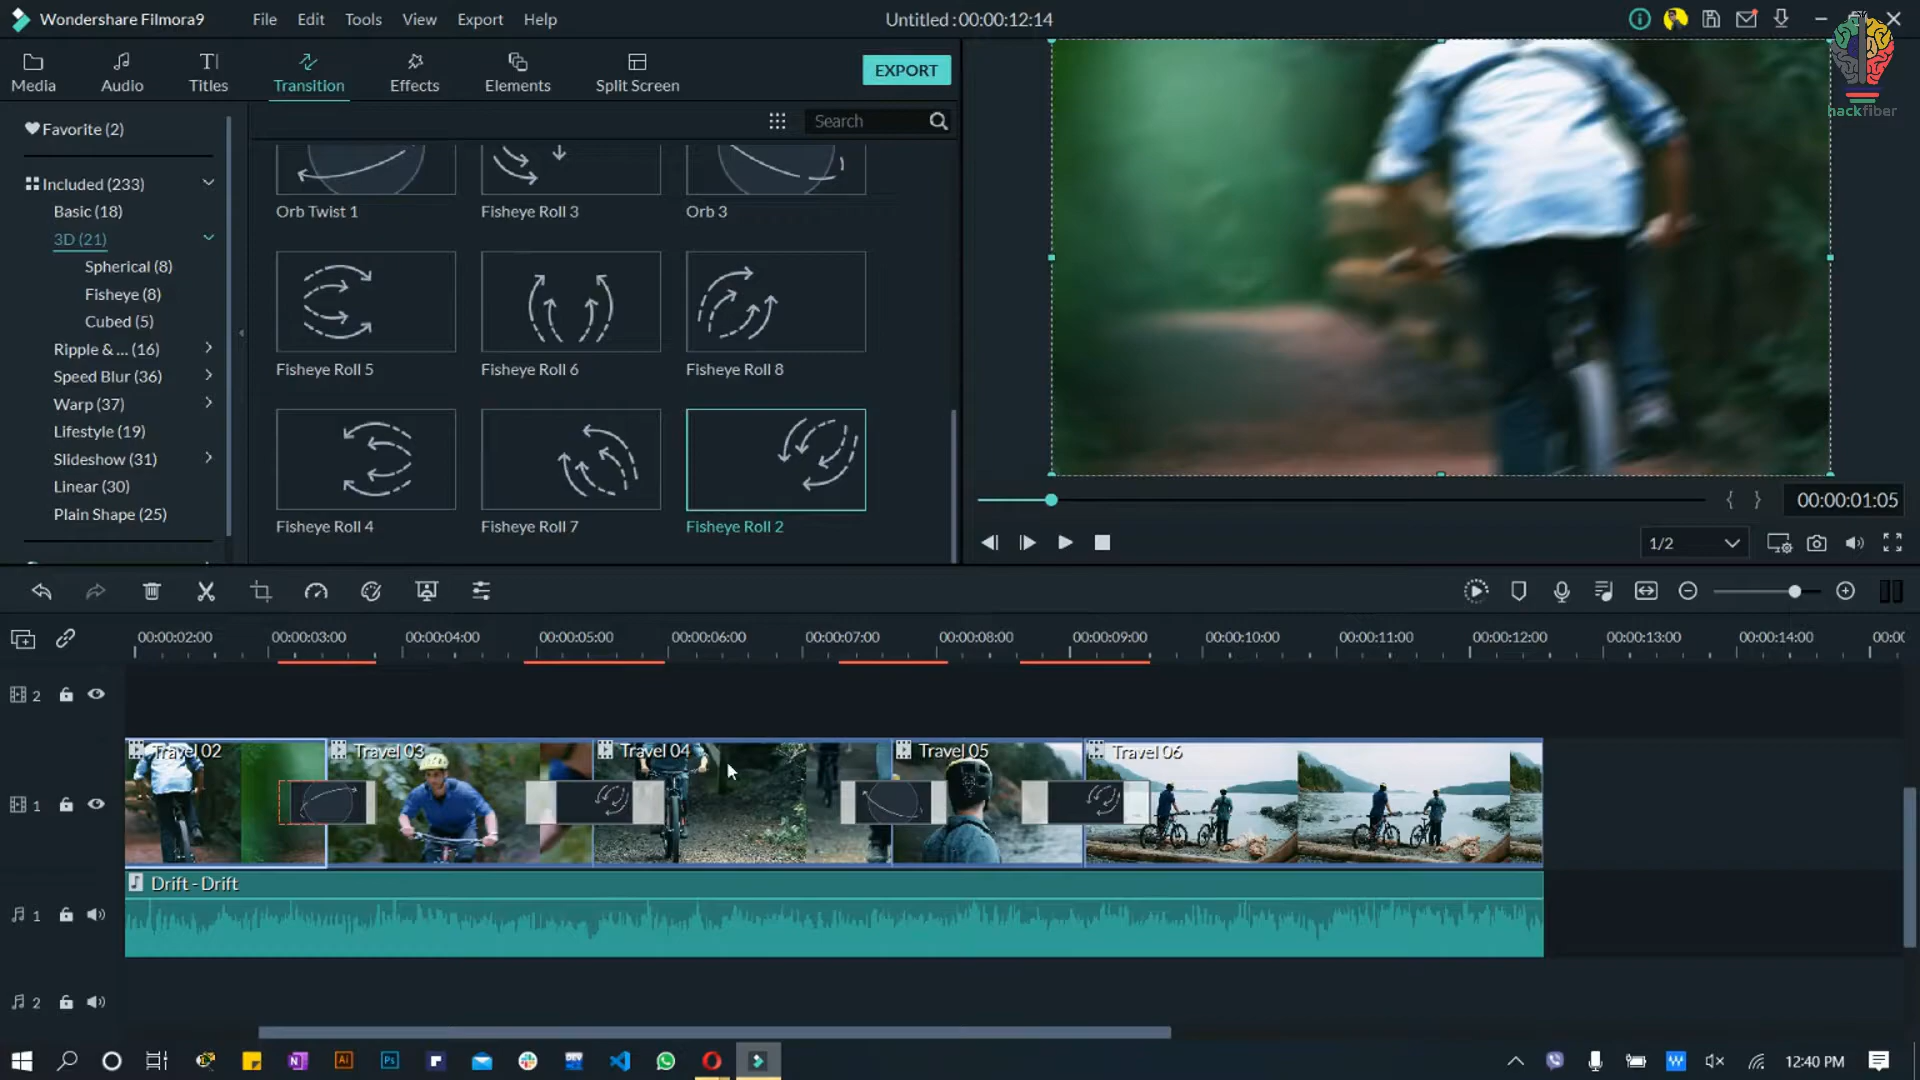 Wondershare Filmora9
File Edit Tools View Export Help
Untitled : 00:00:12:14
Media
Audio
Titles
Transition
Effects
Elements
Split Screen
EXPORT
hackfiber
Favorite (2)
Search
Included (233)
Basic (18)
3D (21)
Spherical (8)
Fisheye (8)
Cubed (5)
Ripple & ... (16)
Speed Blur (36)
Warp (37)
Lifestyle (19)
Slideshow (31)
Linear (30)
Plain Shape (25)
Orb Twist 1
Fisheye Roll 3
Orb 3
Fisheye Roll 5
Fisheye Roll 6
Fisheye Roll 8
Fisheye Roll 4
Fisheye Roll 7
Fisheye Roll 2
{ } 00:00:01:05
1/2
00:00:02:00 00:00:03:00 00:00:04:00 00:00:05:00 00:00:06:00 00:00:07:00 00:00:08:00 00:00:09:00 00:00:10:00 00:00:11:00 00:00:12:00 00:00:13:00 00:00:14:00 00:0
2
1
Travel 02
Travel 03
Travel 04
Travel 05
Travel 06
Drift - Drift
1
2
12:40 PM